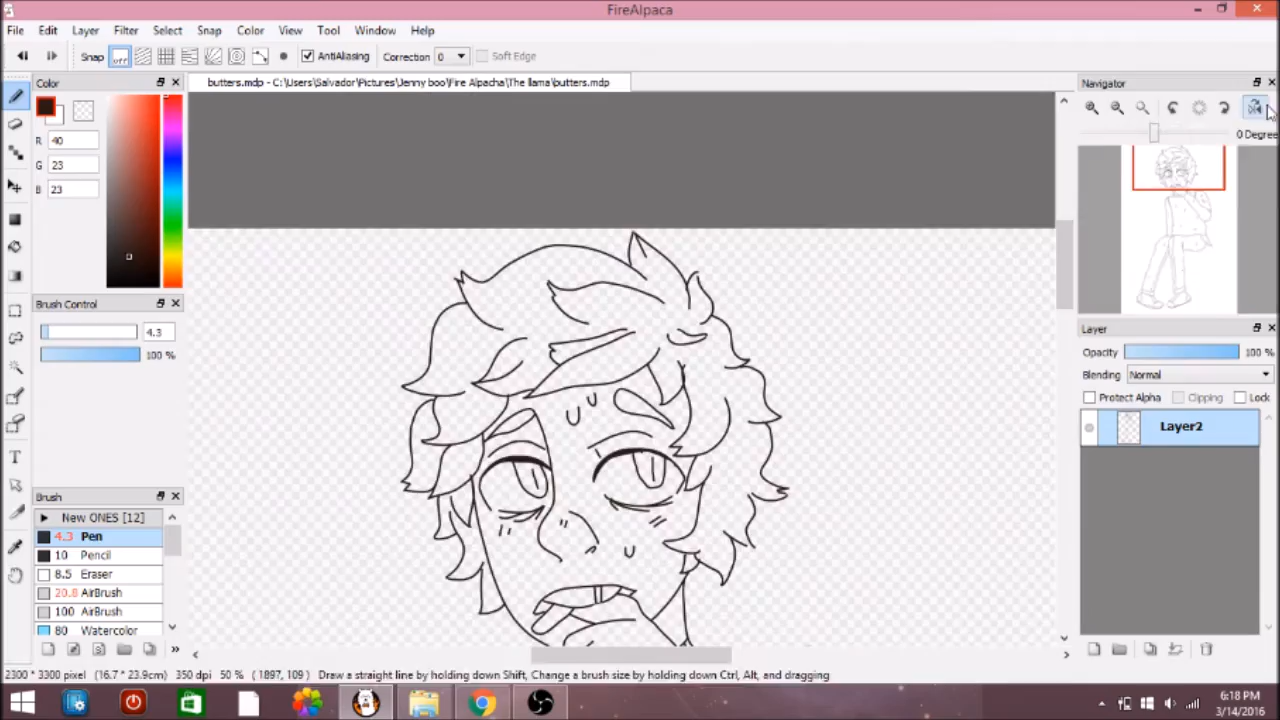 FireAlpaca
File Edit Layer Filter Select Snap Color View Tool Window Help
Snap off AntiAliasing Correction 0 Soft Edge
Color
butters.mdp - C:\Users\Salvador\Pictures\Jenny boo\Fire Alpacha\The llama\butters.mdp
Navigator
R 40
G 23
B 23
0 Degree
Brush Control
4.3
100 %
Layer
Opacity 100 %
Blending Normal
Protect Alpha Clipping Lock
Layer2
Brush
New ONES [12]
4.3 Pen
10 Pencil
8.5 Eraser
20.8 AirBrush
100 AirBrush
80 Watercolor
T
2300 * 3300 pixel (16.7 * 23.9cm) 350 dpi 50 % ( 1897, 109 ) Draw a straight line by holding down Shift, Change a brush size by holding down Ctrl, Alt, and dragging
6:18 PM
3/14/2016